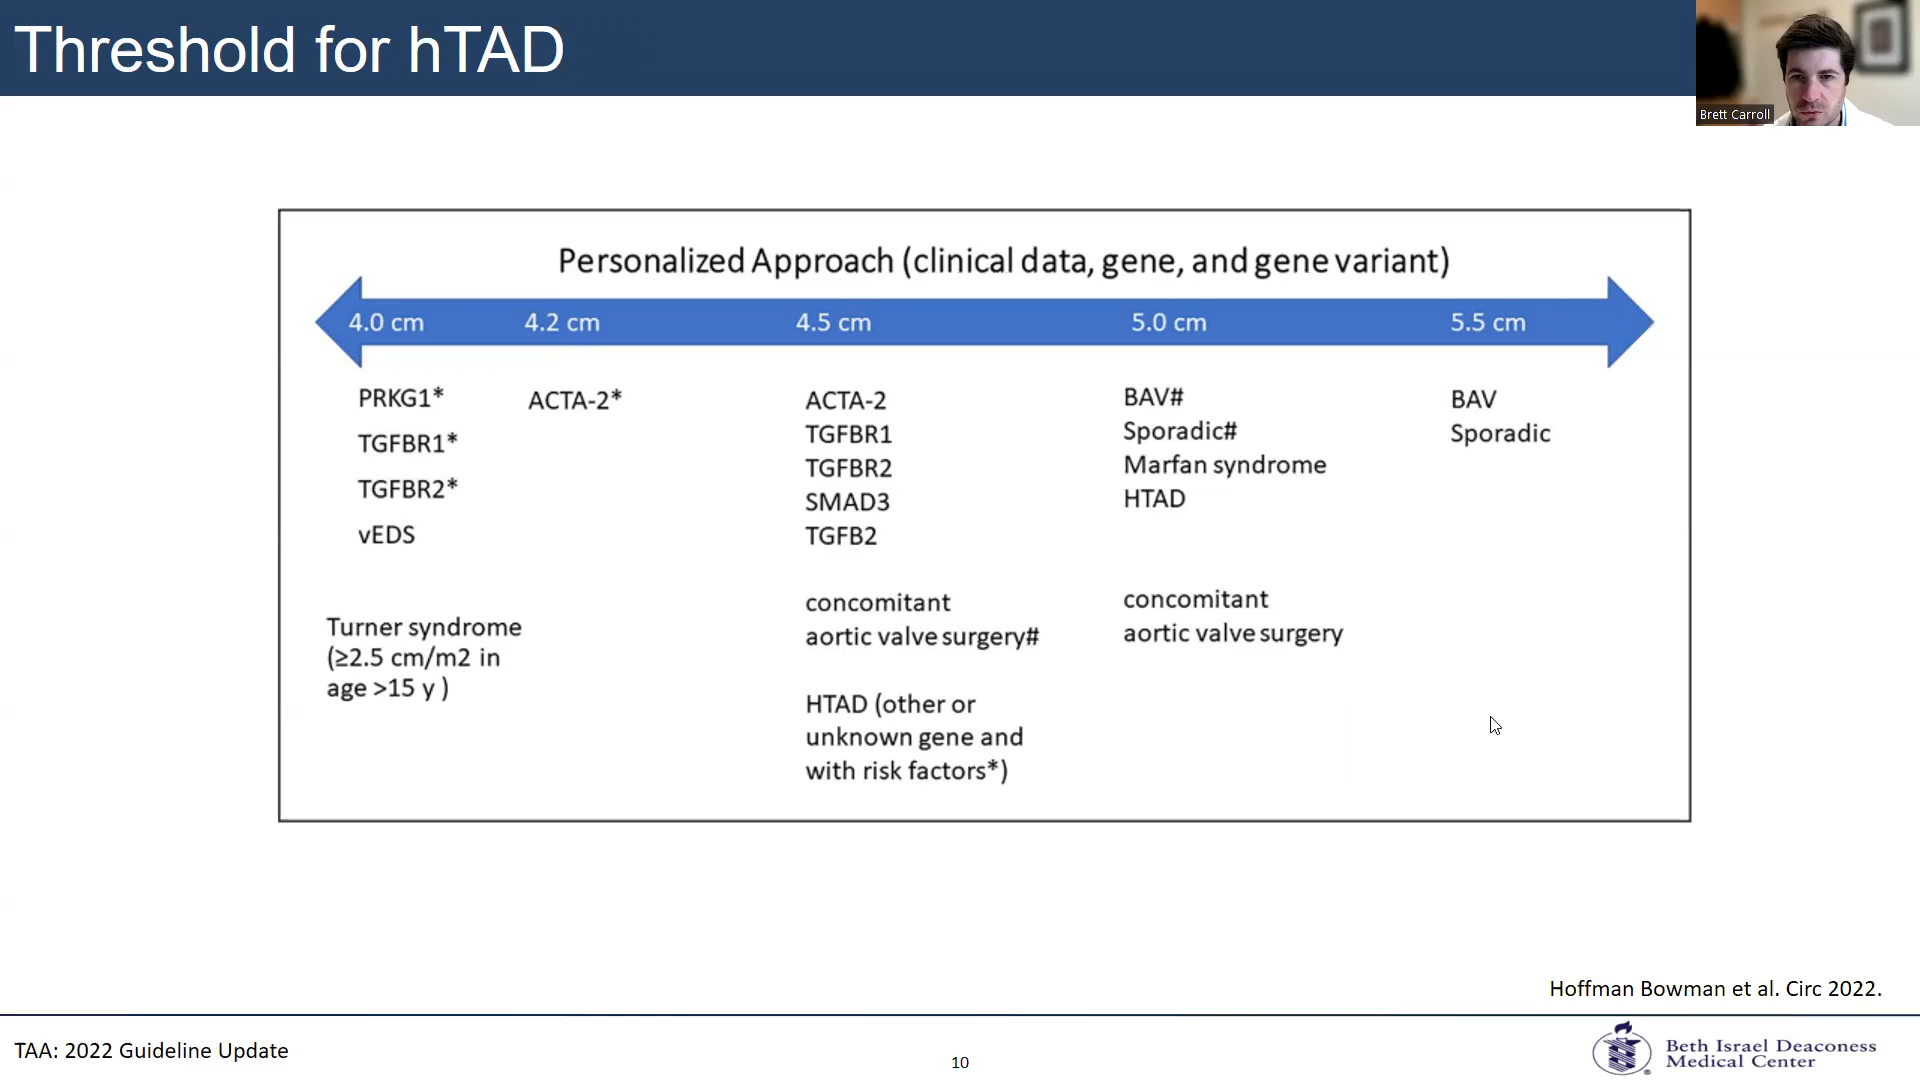 Threshold for hTAD
Brett Carroll
Personalized Approach (clinical data, gene, and gene variant)
4.0 cm
4.2 cm
4.5 cm
5.0 cm
5.5 cm
PRKG1*
TGFBR1*
TGFBR2*
vEDS
Turner syndrome
(≥2.5 cm/m2 in
age >15 y )
ACTA-2*
ACTA-2
TGFBR1
TGFBR2
SMAD3
TGFB2
concomitant
aortic valve surgery#
HTAD (other or
unknown gene and
with risk factors*)
BAV#
Sporadic#
Marfan syndrome
HTAD
concomitant
aortic valve surgery
BAV
Sporadic
Hoffman Bowman et al. Circ 2022.
TAA: 2022 Guideline Update
10
Beth Israel Deaconess
Medical Center